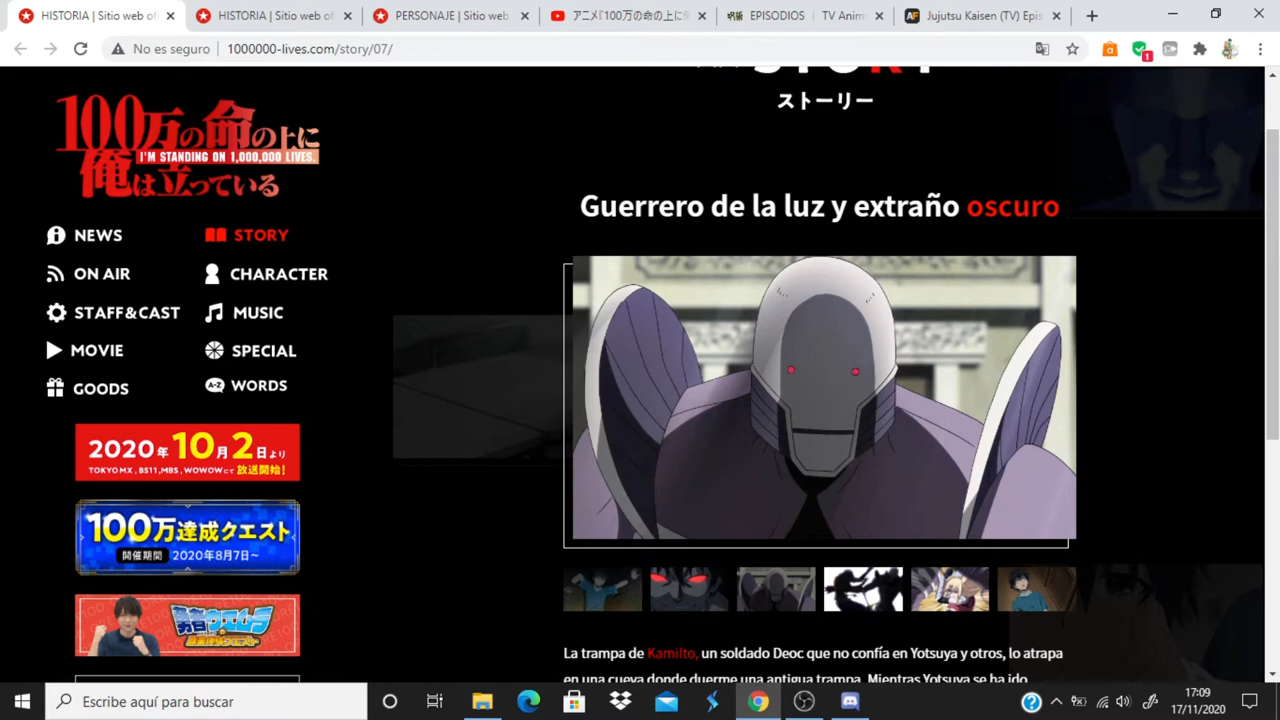 HISTORIA | Sitio web of
HISTORIA | Sitio web of
PERSONAJE | Sitio web o
アニメ『100万の命の上に
呪術
EPISODIOS | TV Anim
AF
Jujutsu Kaisen (TV) Epis
No es seguro
1000000-lives.com/story/07/
1
ストーリー
100万の命の上に
I'M STANDING ON 1,000,000 LIVES.
俺は立っている
NEWS
STORY
ON AIR
CHARACTER
STAFF&CAST
MUSIC
MOVIE
SPECIAL
GOODS
A-Z
WORDS
2020年10月2日より
TOKYO MX , BS11,MBS , WOWOWにて放送開始!
100万達成クエスト
開催期間 2020年8月7日~
Guerrero de la luz y extraño oscuro
La trampa de Kamilto, un soldado Deoc que no confía en Yotsuya y otros, lo atrapa
en una cueva donde duerme una antigua trampa. Mientras Yotsuya se ha ido,
Escribe aquí para buscar
17:09
17/11/2020